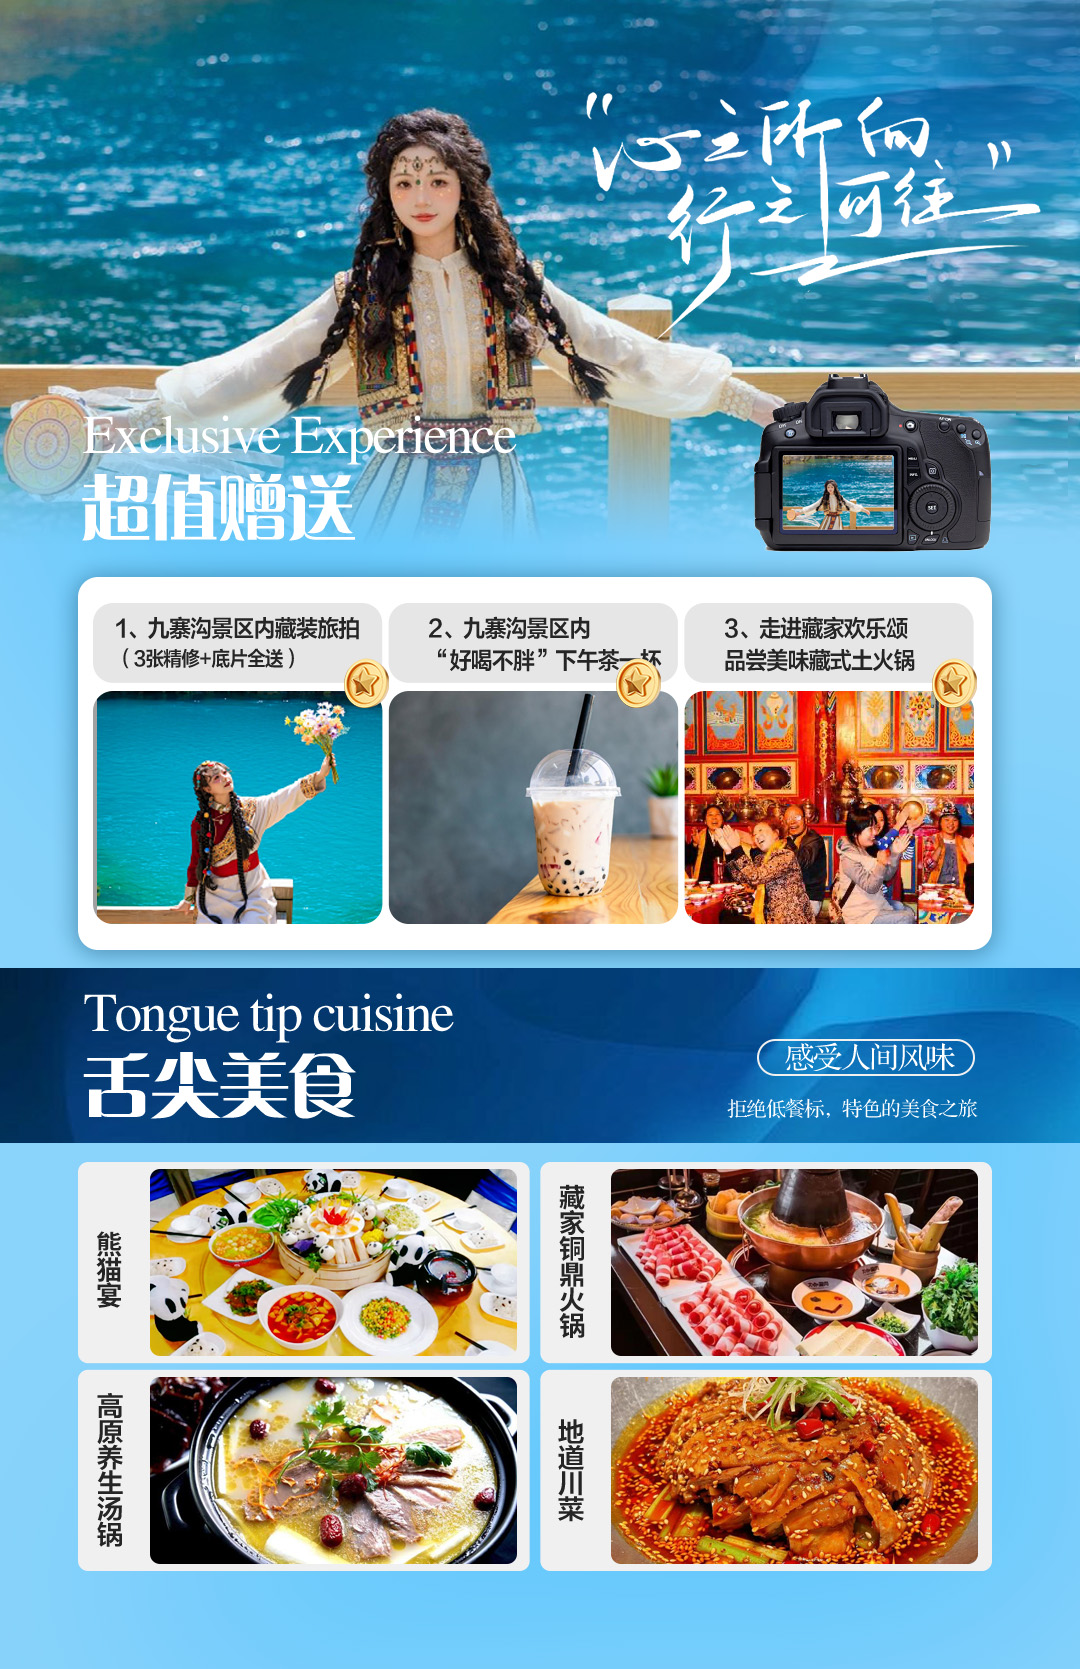 “心之所向
行之可往”
Exclusive Experience
超值赠送
1、九寨沟景区内藏装旅拍
（3张精修+底片全送）
2、九寨沟景区内
“好喝不胖”下午茶一杯
3、走进藏家欢乐颂
品尝美味藏式土火锅
Tongue tip cuisine
舌尖美食
感受人间风味
拒绝低餐标，特色的美食之旅
熊猫宴
藏家铜鼎火锅
高原养生汤锅
地道川菜